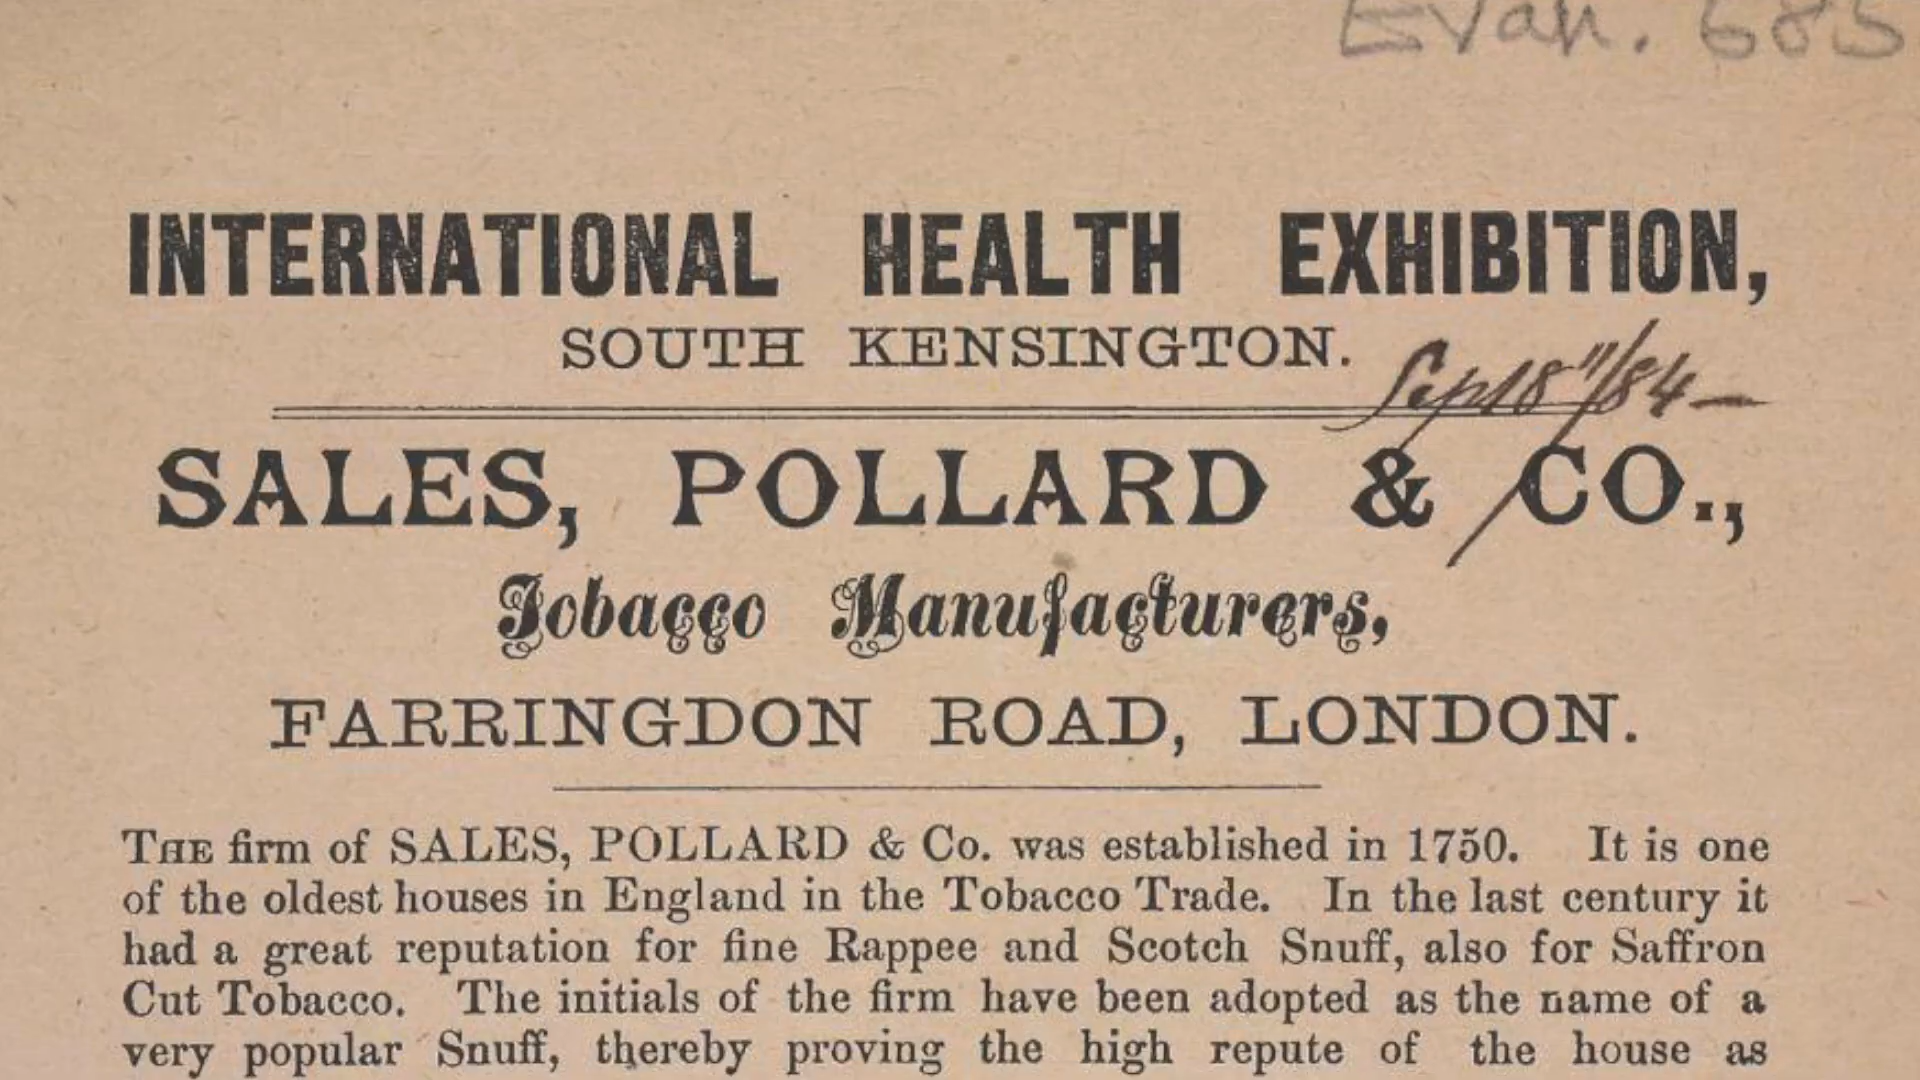 Evan. 685
INTERNATIONAL HEALTH EXHIBITION,
SOUTH KENSINGTON.
Sep 18"/84 —
SALES, POLLARD & CO.,
Tobacco Manufacturers,
FARRINGDON ROAD, LONDON.
THE firm of SALES, POLLARD & Co. was established in 1750. It is one
of the oldest houses in England in the Tobacco Trade. In the last century it
had a great reputation for fine Rappee and Scotch Snuff, also for Saffron
Cut Tobacco. The initials of the firm have been adopted as the name of a
very popular Snuff, thereby proving the high repute of the house as